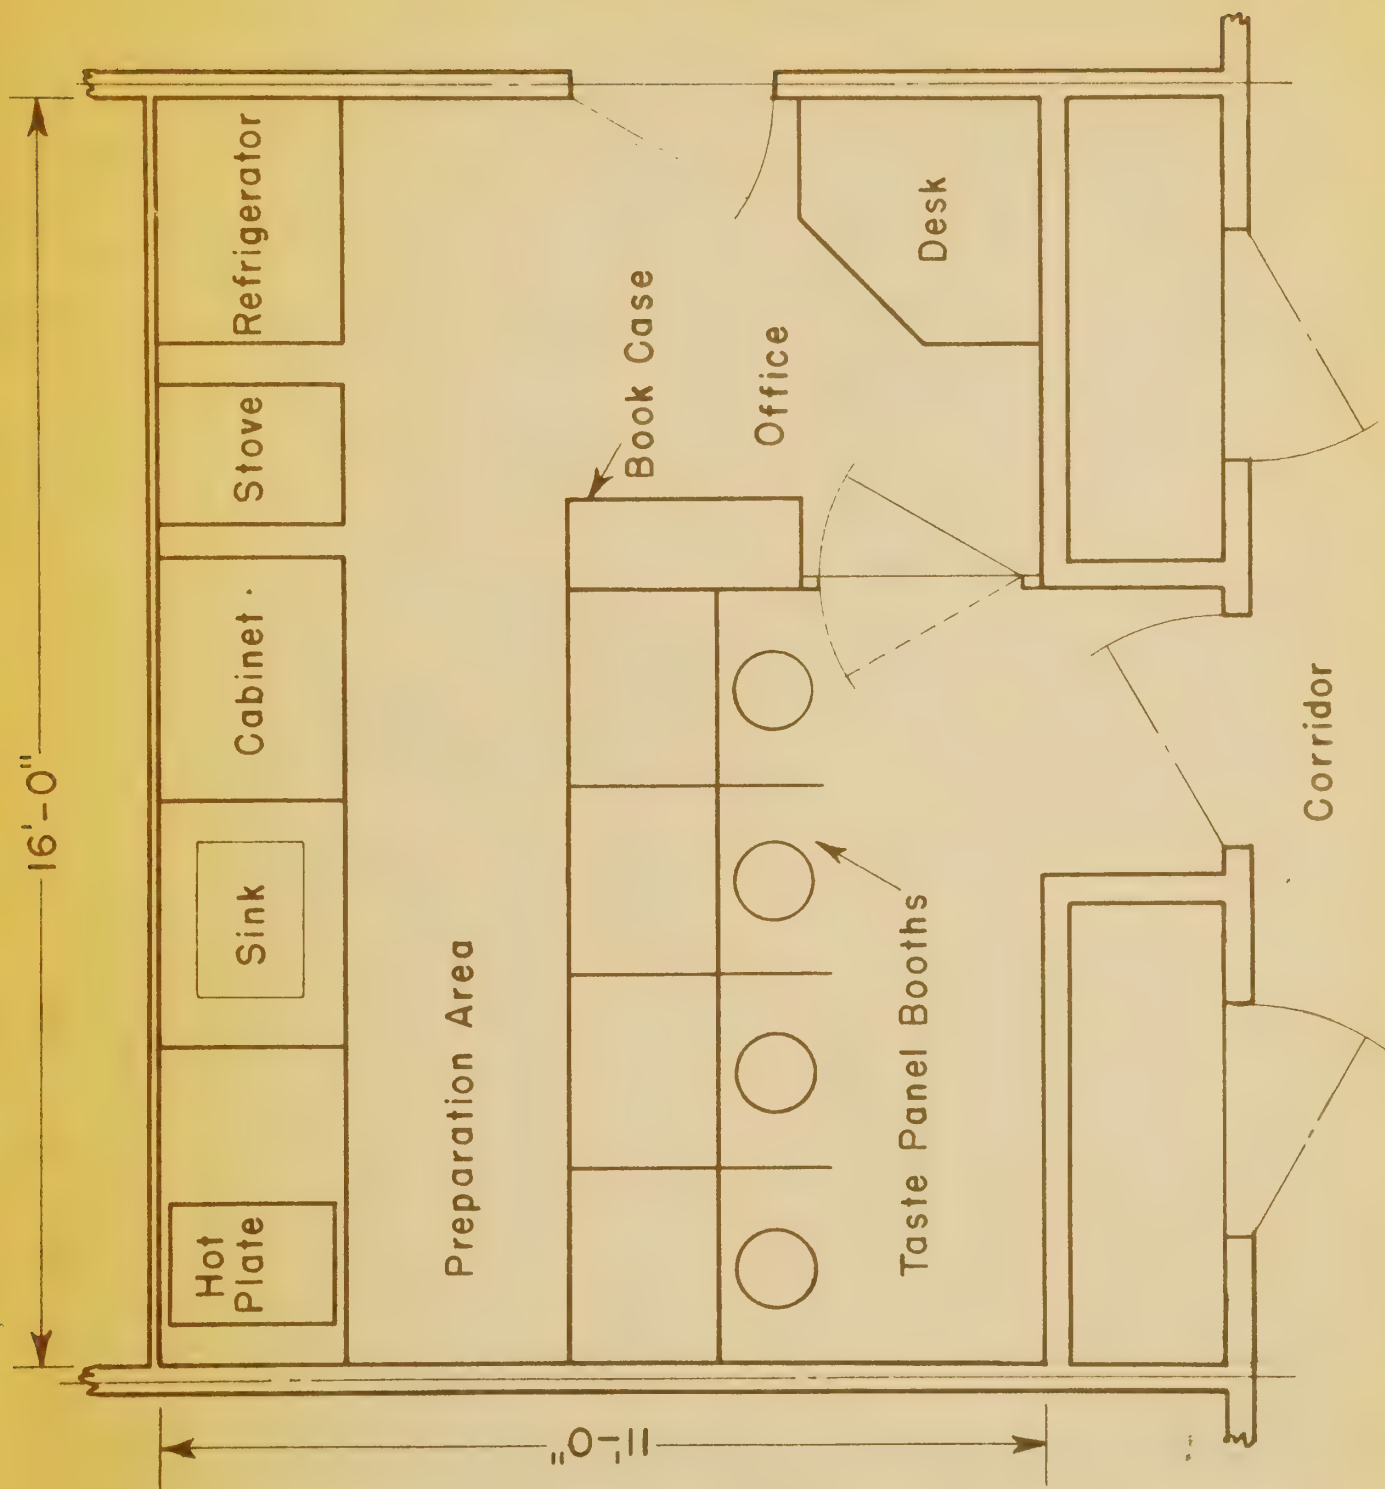 16'-0"
Hot
Plate
Sink
Cabinet
Stove
Refrigerator
Preparation Area
Book Case
Office
Desk
Taste Panel Booths
Corridor
11'-0"